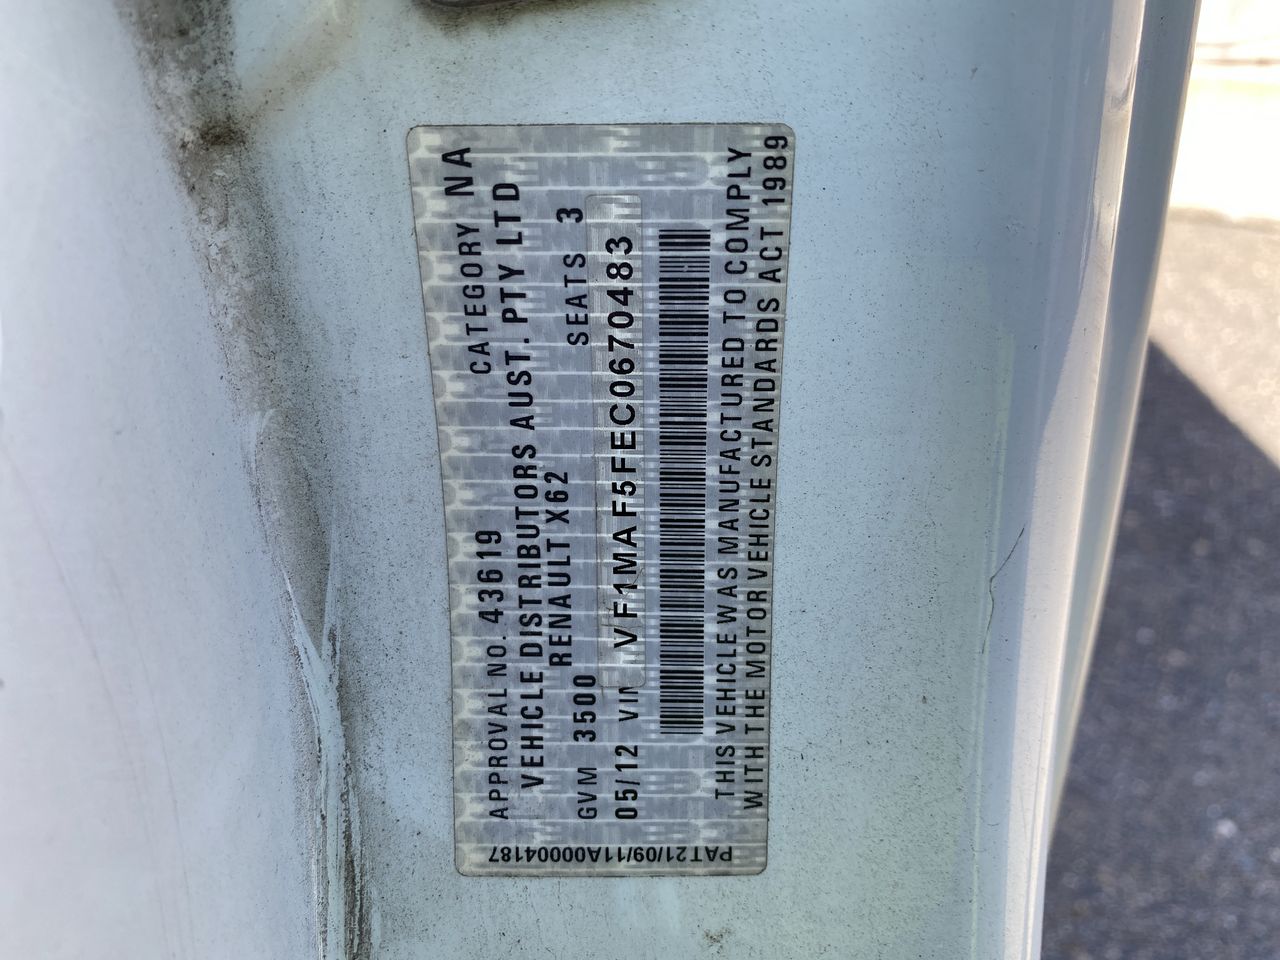 APPROVAL NO. 43619 CATEGORY NA
VEHICLE DISTRIBUTORS AUST. PTY LTD
RENAULT X62
GVM 3500 SEATS 3
05/12 VIN VF1MAF5FEC0670483
THIS VEHICLE WAS MANUFACTURED TO COMPLY
WITH THE MOTOR VEHICLE STANDARDS ACT 1989
PAT21/09/11A00004187